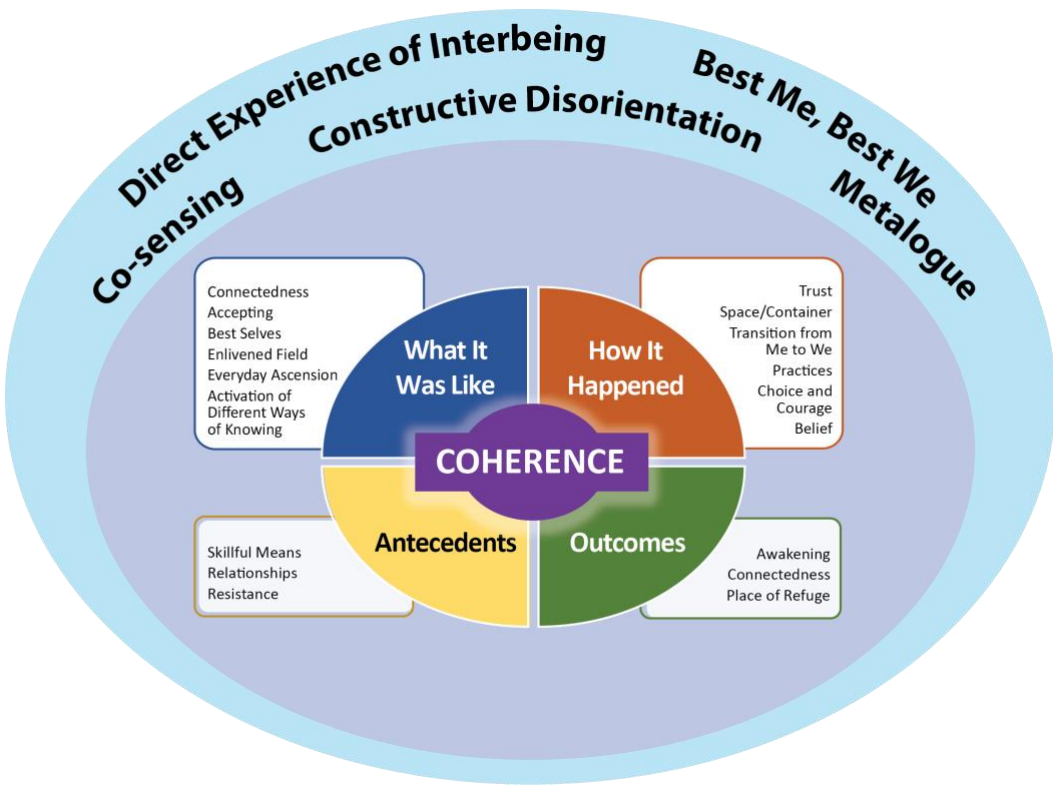 Direct Experience of Interbeing
Best Me, Best We
Constructive Disorientation
Co-sensing
Metalogue
Connectedness
Accepting
Best Selves
Enlivened Field
Everyday Ascension
Activation of
Different Ways
of Knowing
What It
Was Like
How It
Happened
Trust
Space/Container
Transition from
Me to We
Practices
Choice and
Courage
Belief
COHERENCE
Skillful Means
Relationships
Resistance
Antecedents
Outcomes
Awakening
Connectedness
Place of Refuge